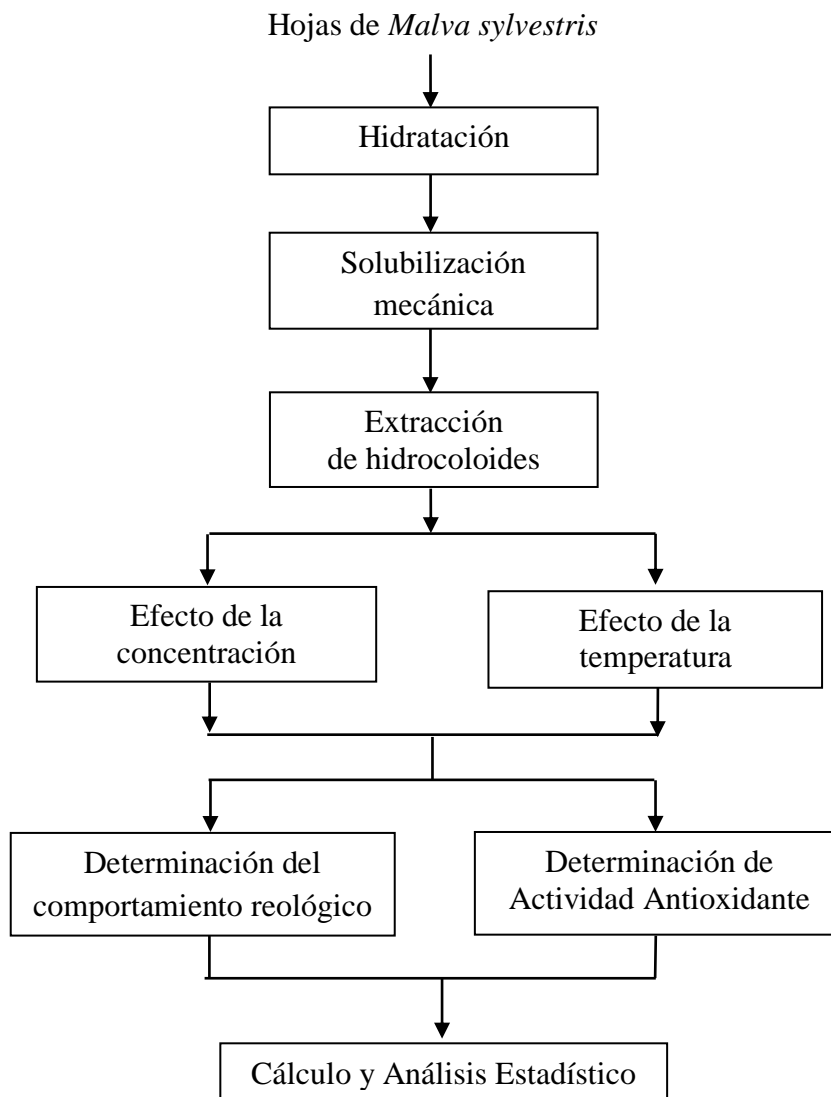 Hojas de Malva sylvestris
Hidratación
Solubilización
mecánica
Extracción
de hidrocoloides
Efecto de la
concentración
Efecto de la
temperatura
Determinación del
comportamiento reológico
Determinación de
Actividad Antioxidante
Cálculo y Análisis Estadístico